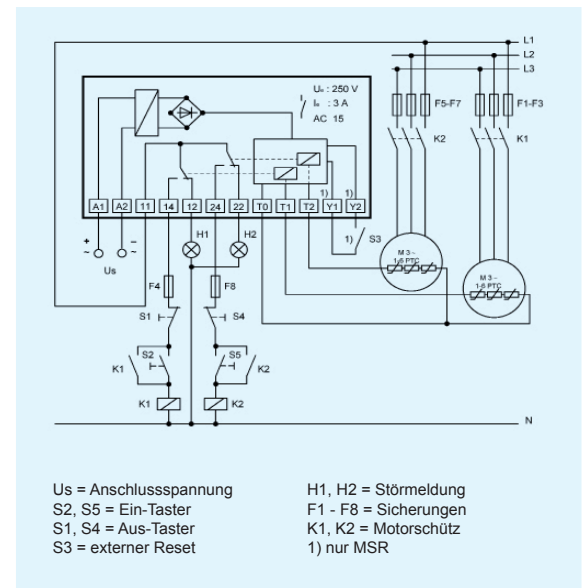 L1
L2
L3
Un : 250 V
In : 3 A
AC 15
F5-F7
F1-F3
K2
K1
1) 1)
A1 A2 11 14 12 24 22 T0 T1 T2 Y1 Y2
+ ~ – ~
Us
H1
H2
1) S3
M 3~
1-6 PTC
M 3~
1-6 PTC
F4
F8
S1
S4
K1
S2
S5
K2
K1
K2
N
Us = Anschlussspannung
S2, S5 = Ein-Taster
S1, S4 = Aus-Taster
S3 = externer Reset
H1, H2 = Störmeldung
F1 - F8 = Sicherungen
K1, K2 = Motorschütz
1) nur MSR